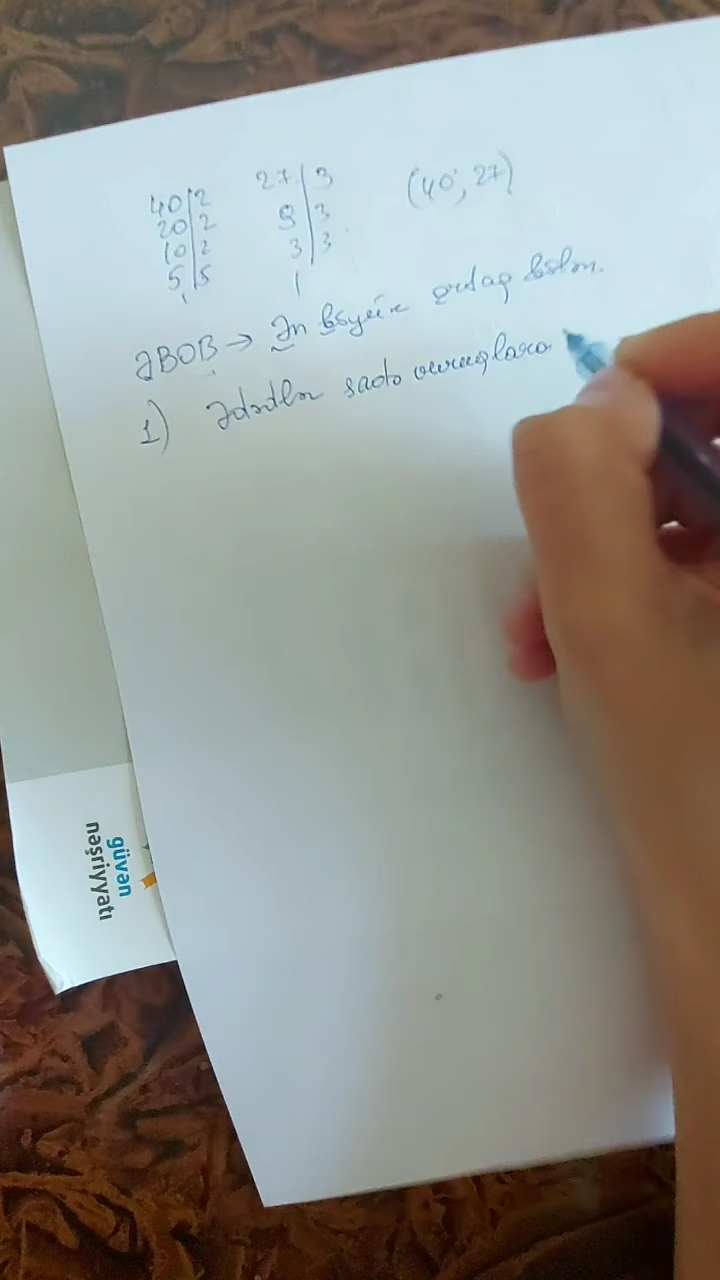 40|2 27|3 (40, 27)
20|2 9|3
10|2 3|3
5|5 1
1
ƏBOB → Ən böyük ortaq bölən.
1) Ədədlər sadə vuruqlara
güvən
nəşriyyatı